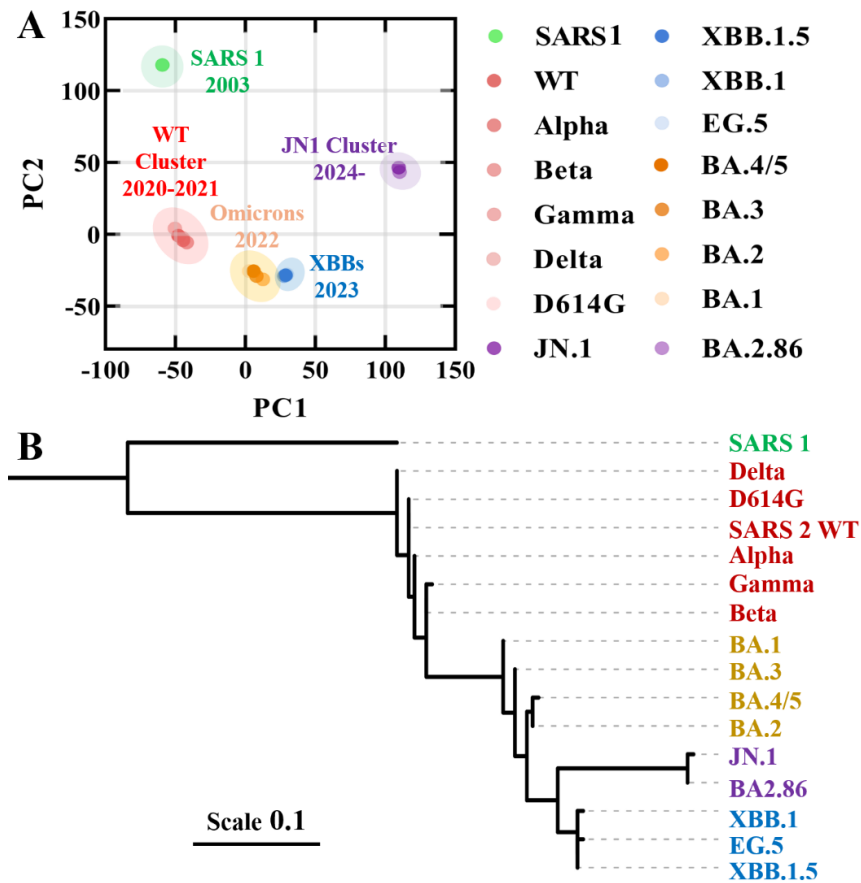 A
150
100
50
0
-50
-100
-50
0
50
100
150
PC2
PC1
SARS 1
2003
WT
Cluster
2020-2021
JN1 Cluster
2024-
Omicrons
2022
XBBs
2023
SARS1
WT
Alpha
Beta
Gamma
Delta
D614G
JN.1
XBB.1.5
XBB.1
EG.5
BA.4/5
BA.3
BA.2
BA.1
BA.2.86
B
SARS 1
Delta
D614G
SARS 2 WT
Alpha
Gamma
Beta
BA.1
BA.3
BA.4/5
BA.2
JN.1
BA2.86
XBB.1
EG.5
XBB.1.5
Scale 0.1